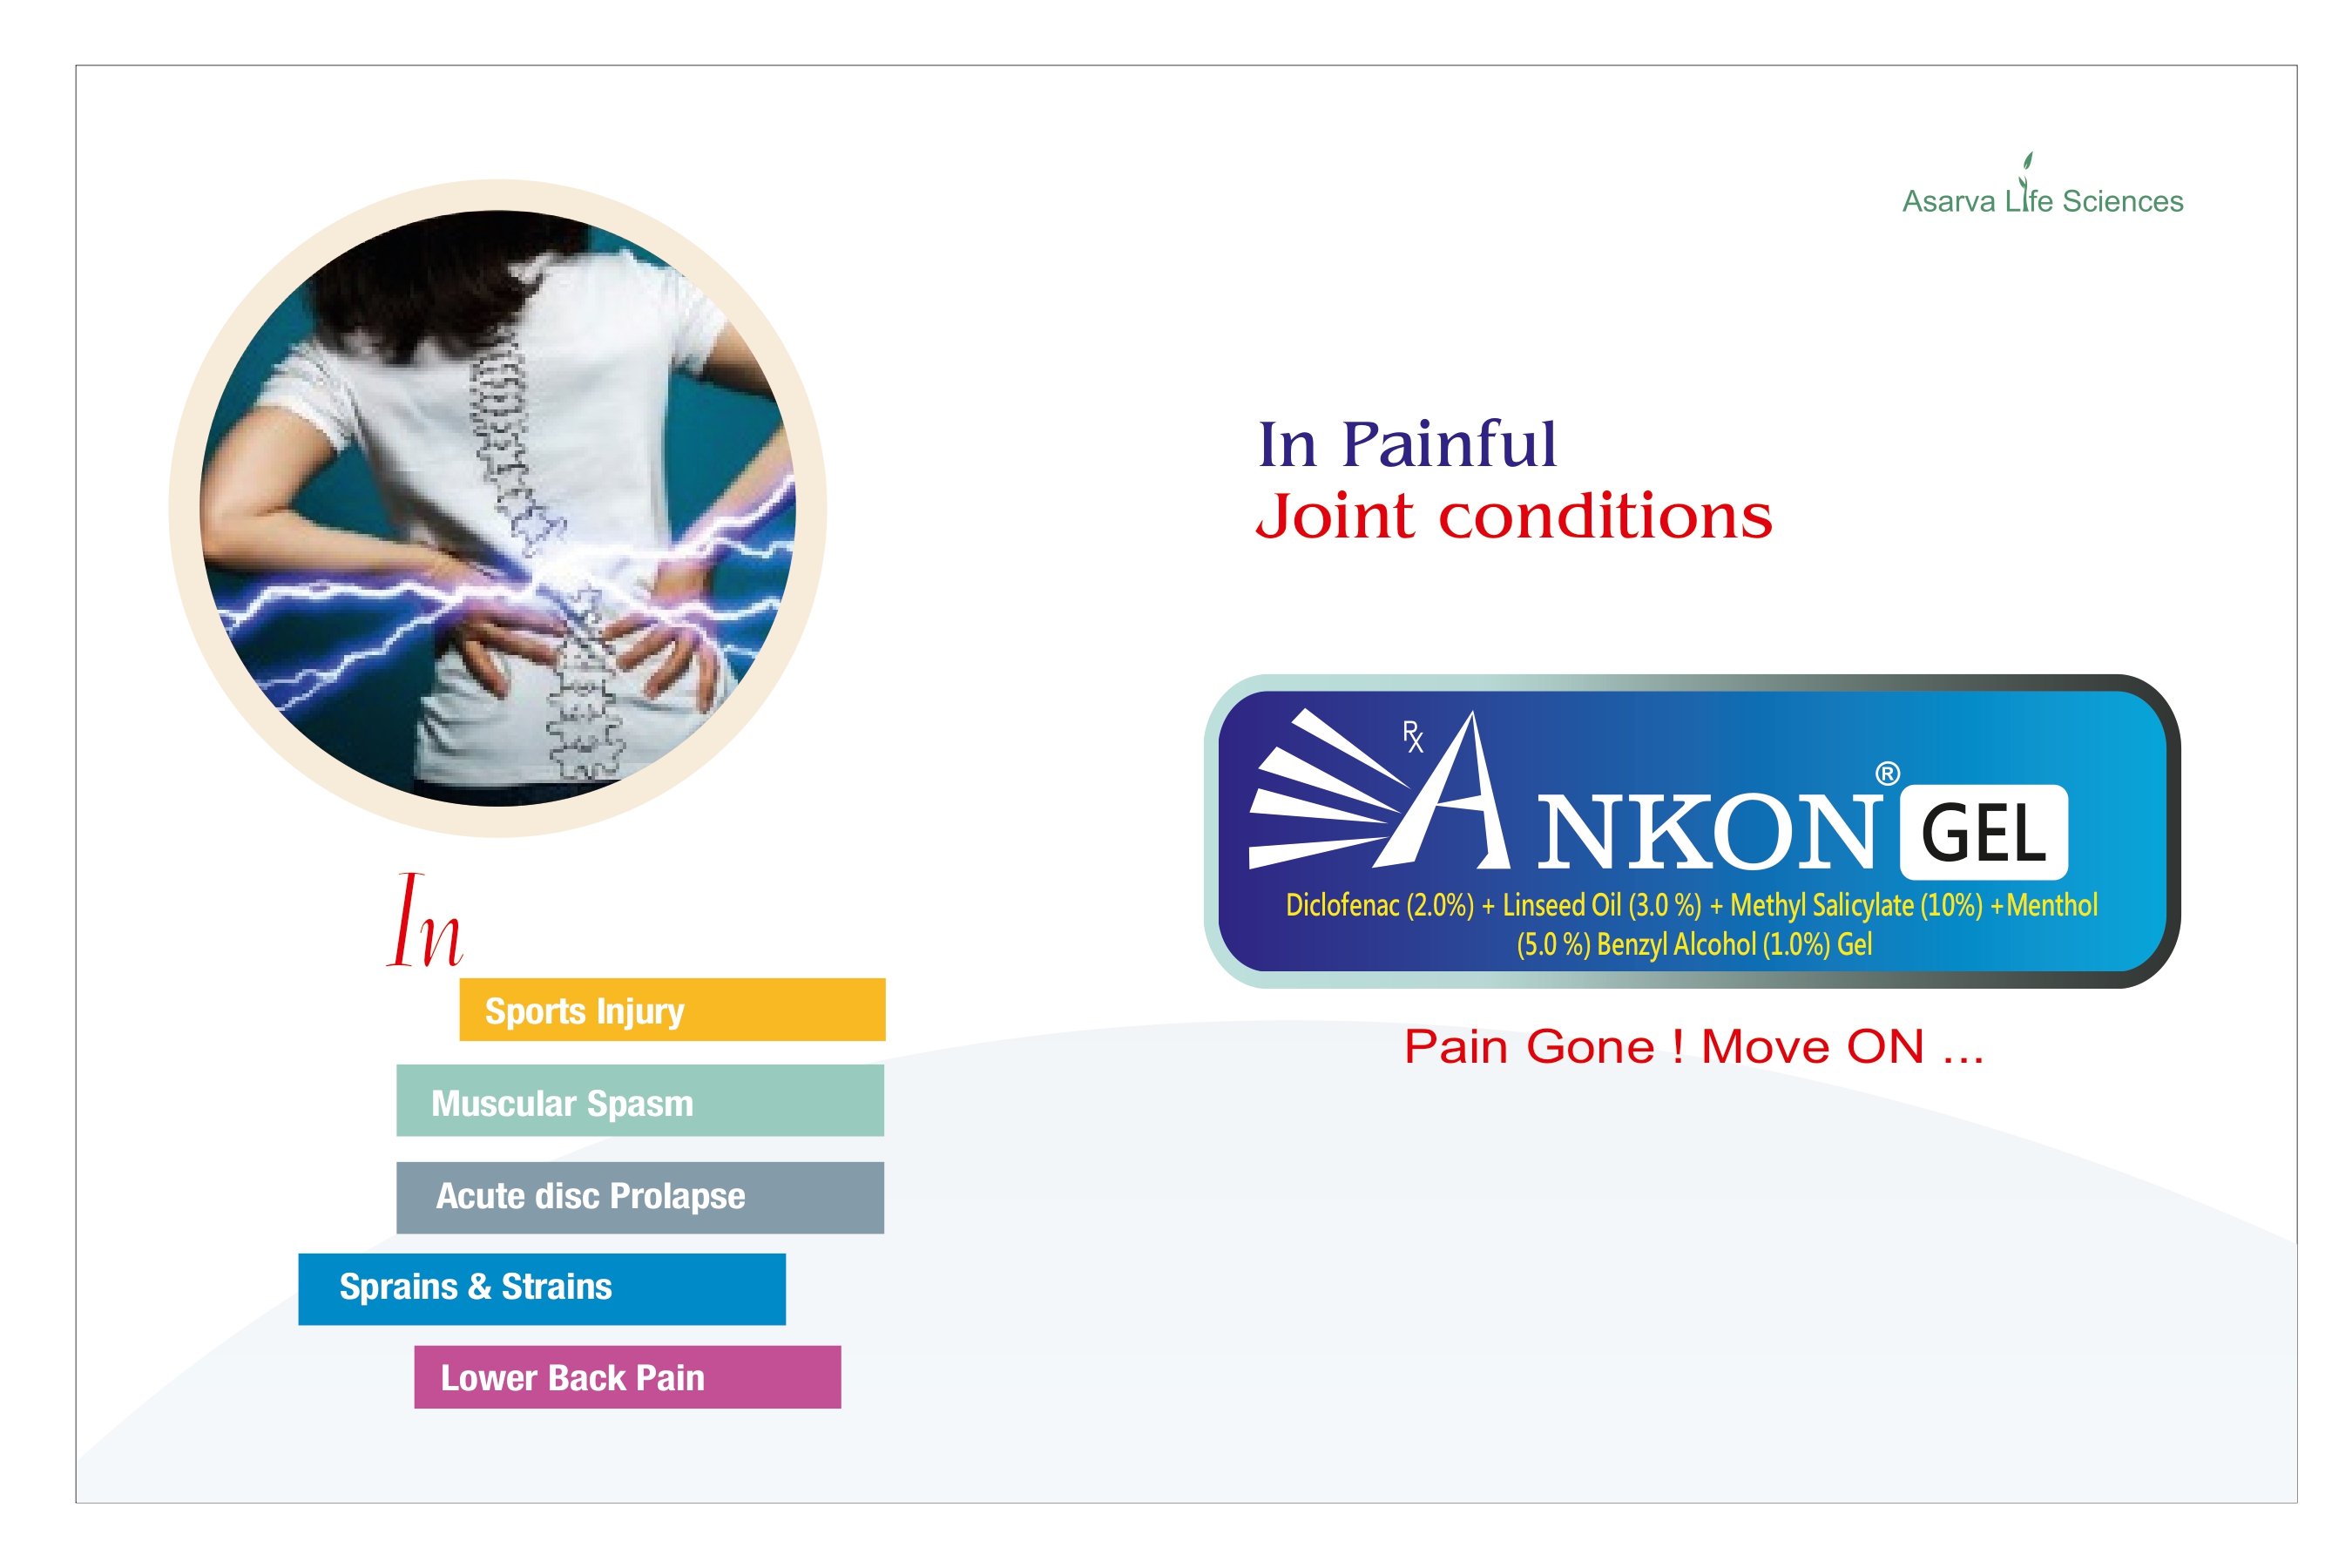 Asarva Life Sciences
In Painful
Joint conditions
Rx
ANKON® GEL
Diclofenac (2.0%) + Linseed Oil (3.0 %) + Methyl Salicylate (10%) +Menthol
(5.0 %) Benzyl Alcohol (1.0%) Gel
Pain Gone ! Move ON ...
In
Sports Injury
Muscular Spasm
Acute disc Prolapse
Sprains & Strains
Lower Back Pain